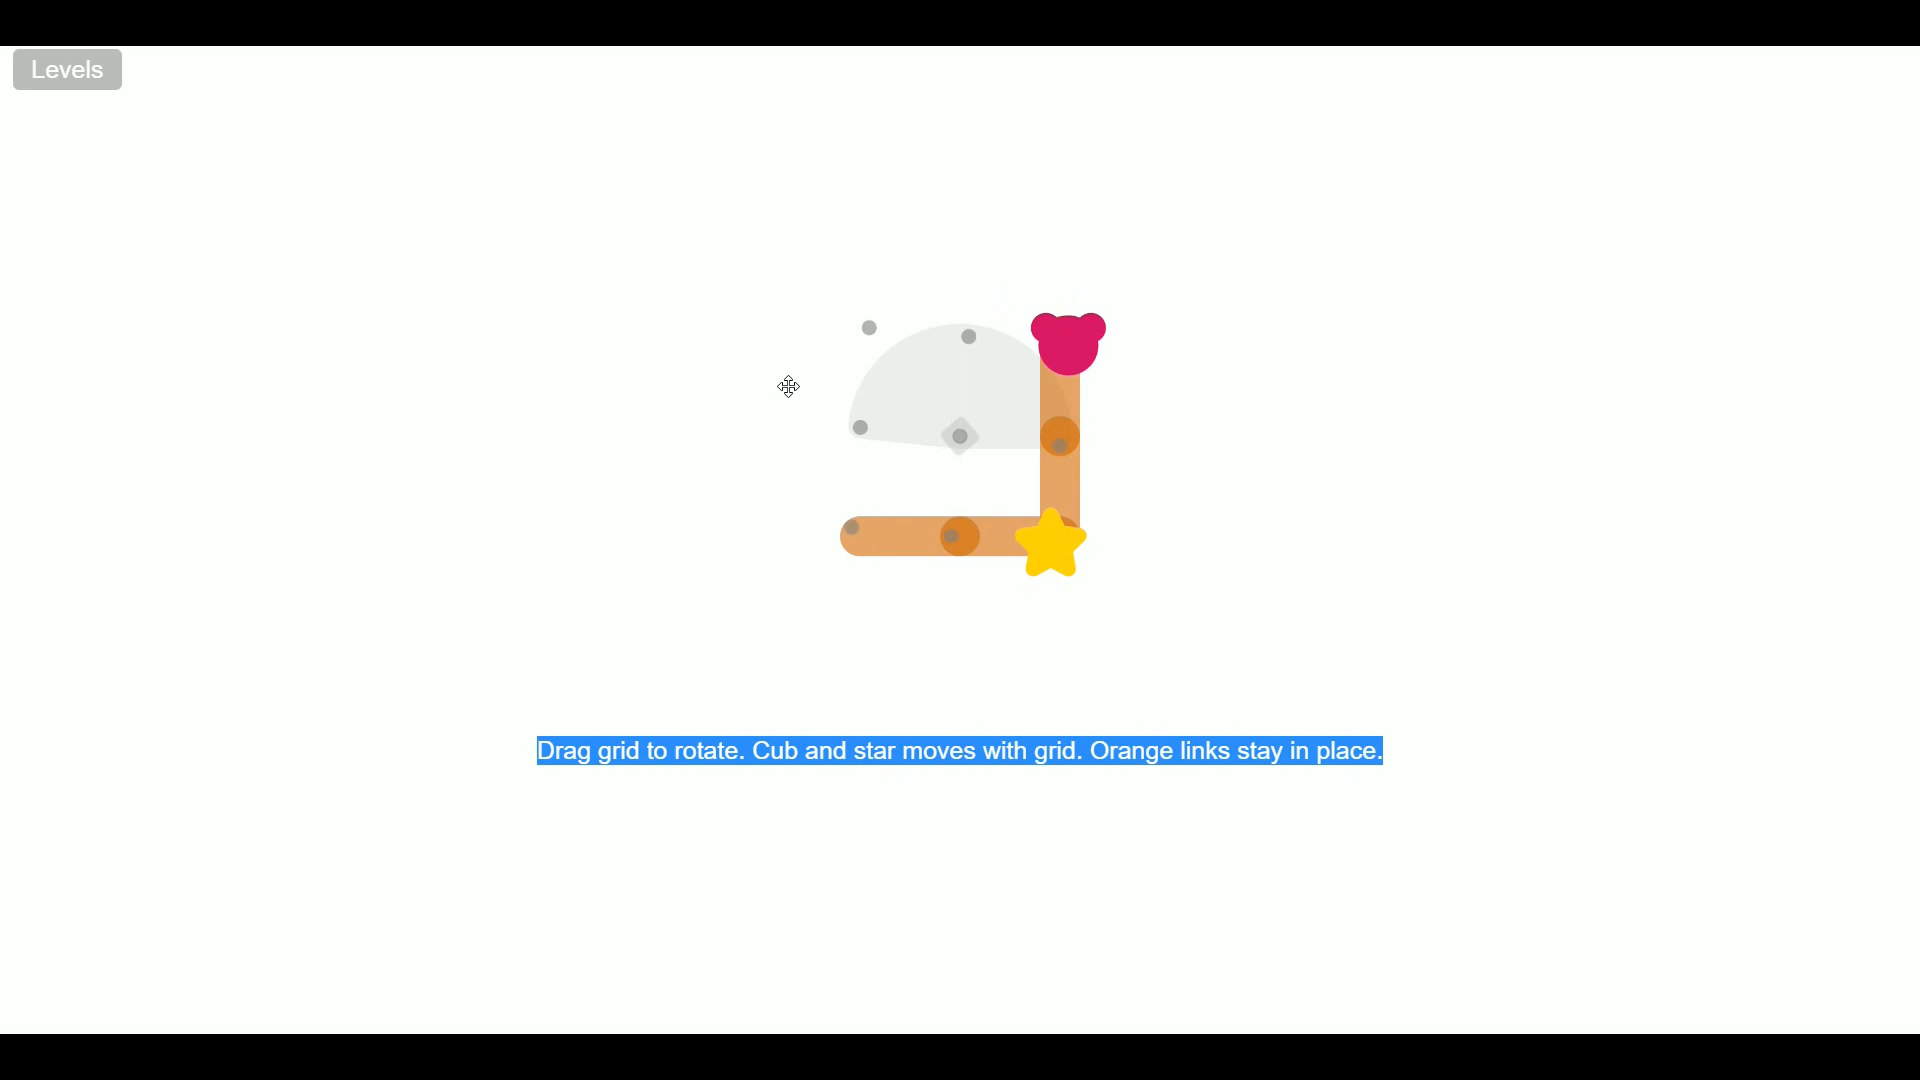 Levels
Drag grid to rotate. Cub and star moves with grid. Orange links stay in place.